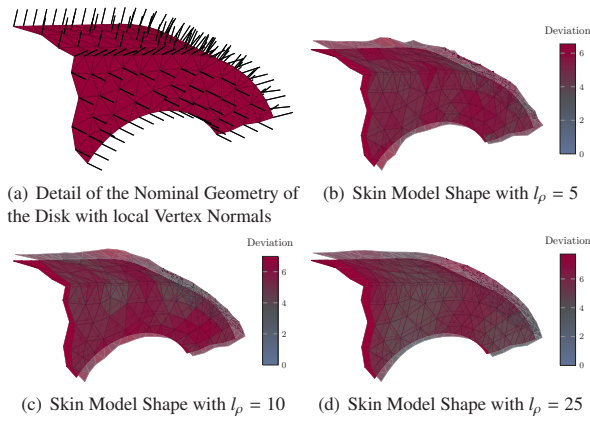 Deviation
6
4
2
0
(a) Detail of the Nominal Geometry of
the Disk with local Vertex Normals
(b) Skin Model Shape with lρ = 5
Deviation
6
4
2
0
Deviation
6
4
2
0
(c) Skin Model Shape with lρ = 10
(d) Skin Model Shape with lρ = 25